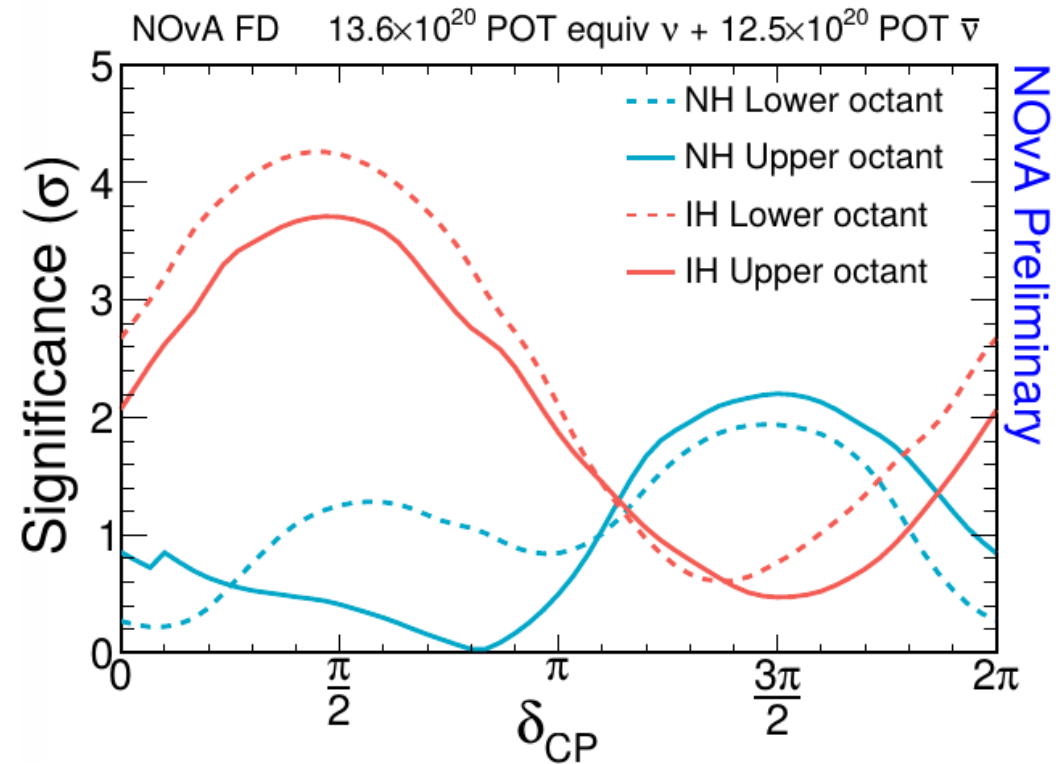 NOvA FD 13.6×10²⁰ POT equiv ν + 12.5×10²⁰ POT ν̅
NOvA Preliminary
Significance (σ)
5
4
3
2
1
0
NH Lower octant
NH Upper octant
IH Lower octant
IH Upper octant
0 π/2 π 3π/2 2π
δCP